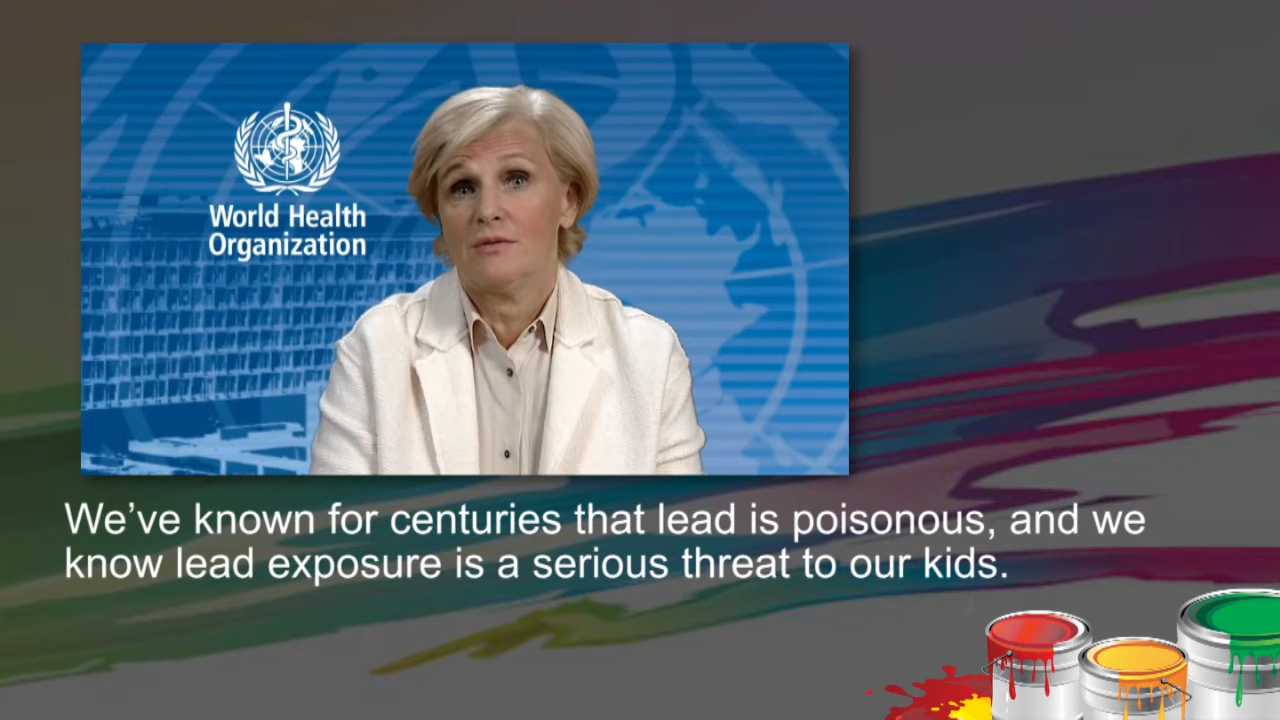 World Health
Organization
We've known for centuries that lead is poisonous, and we
know lead exposure is a serious threat to our kids.